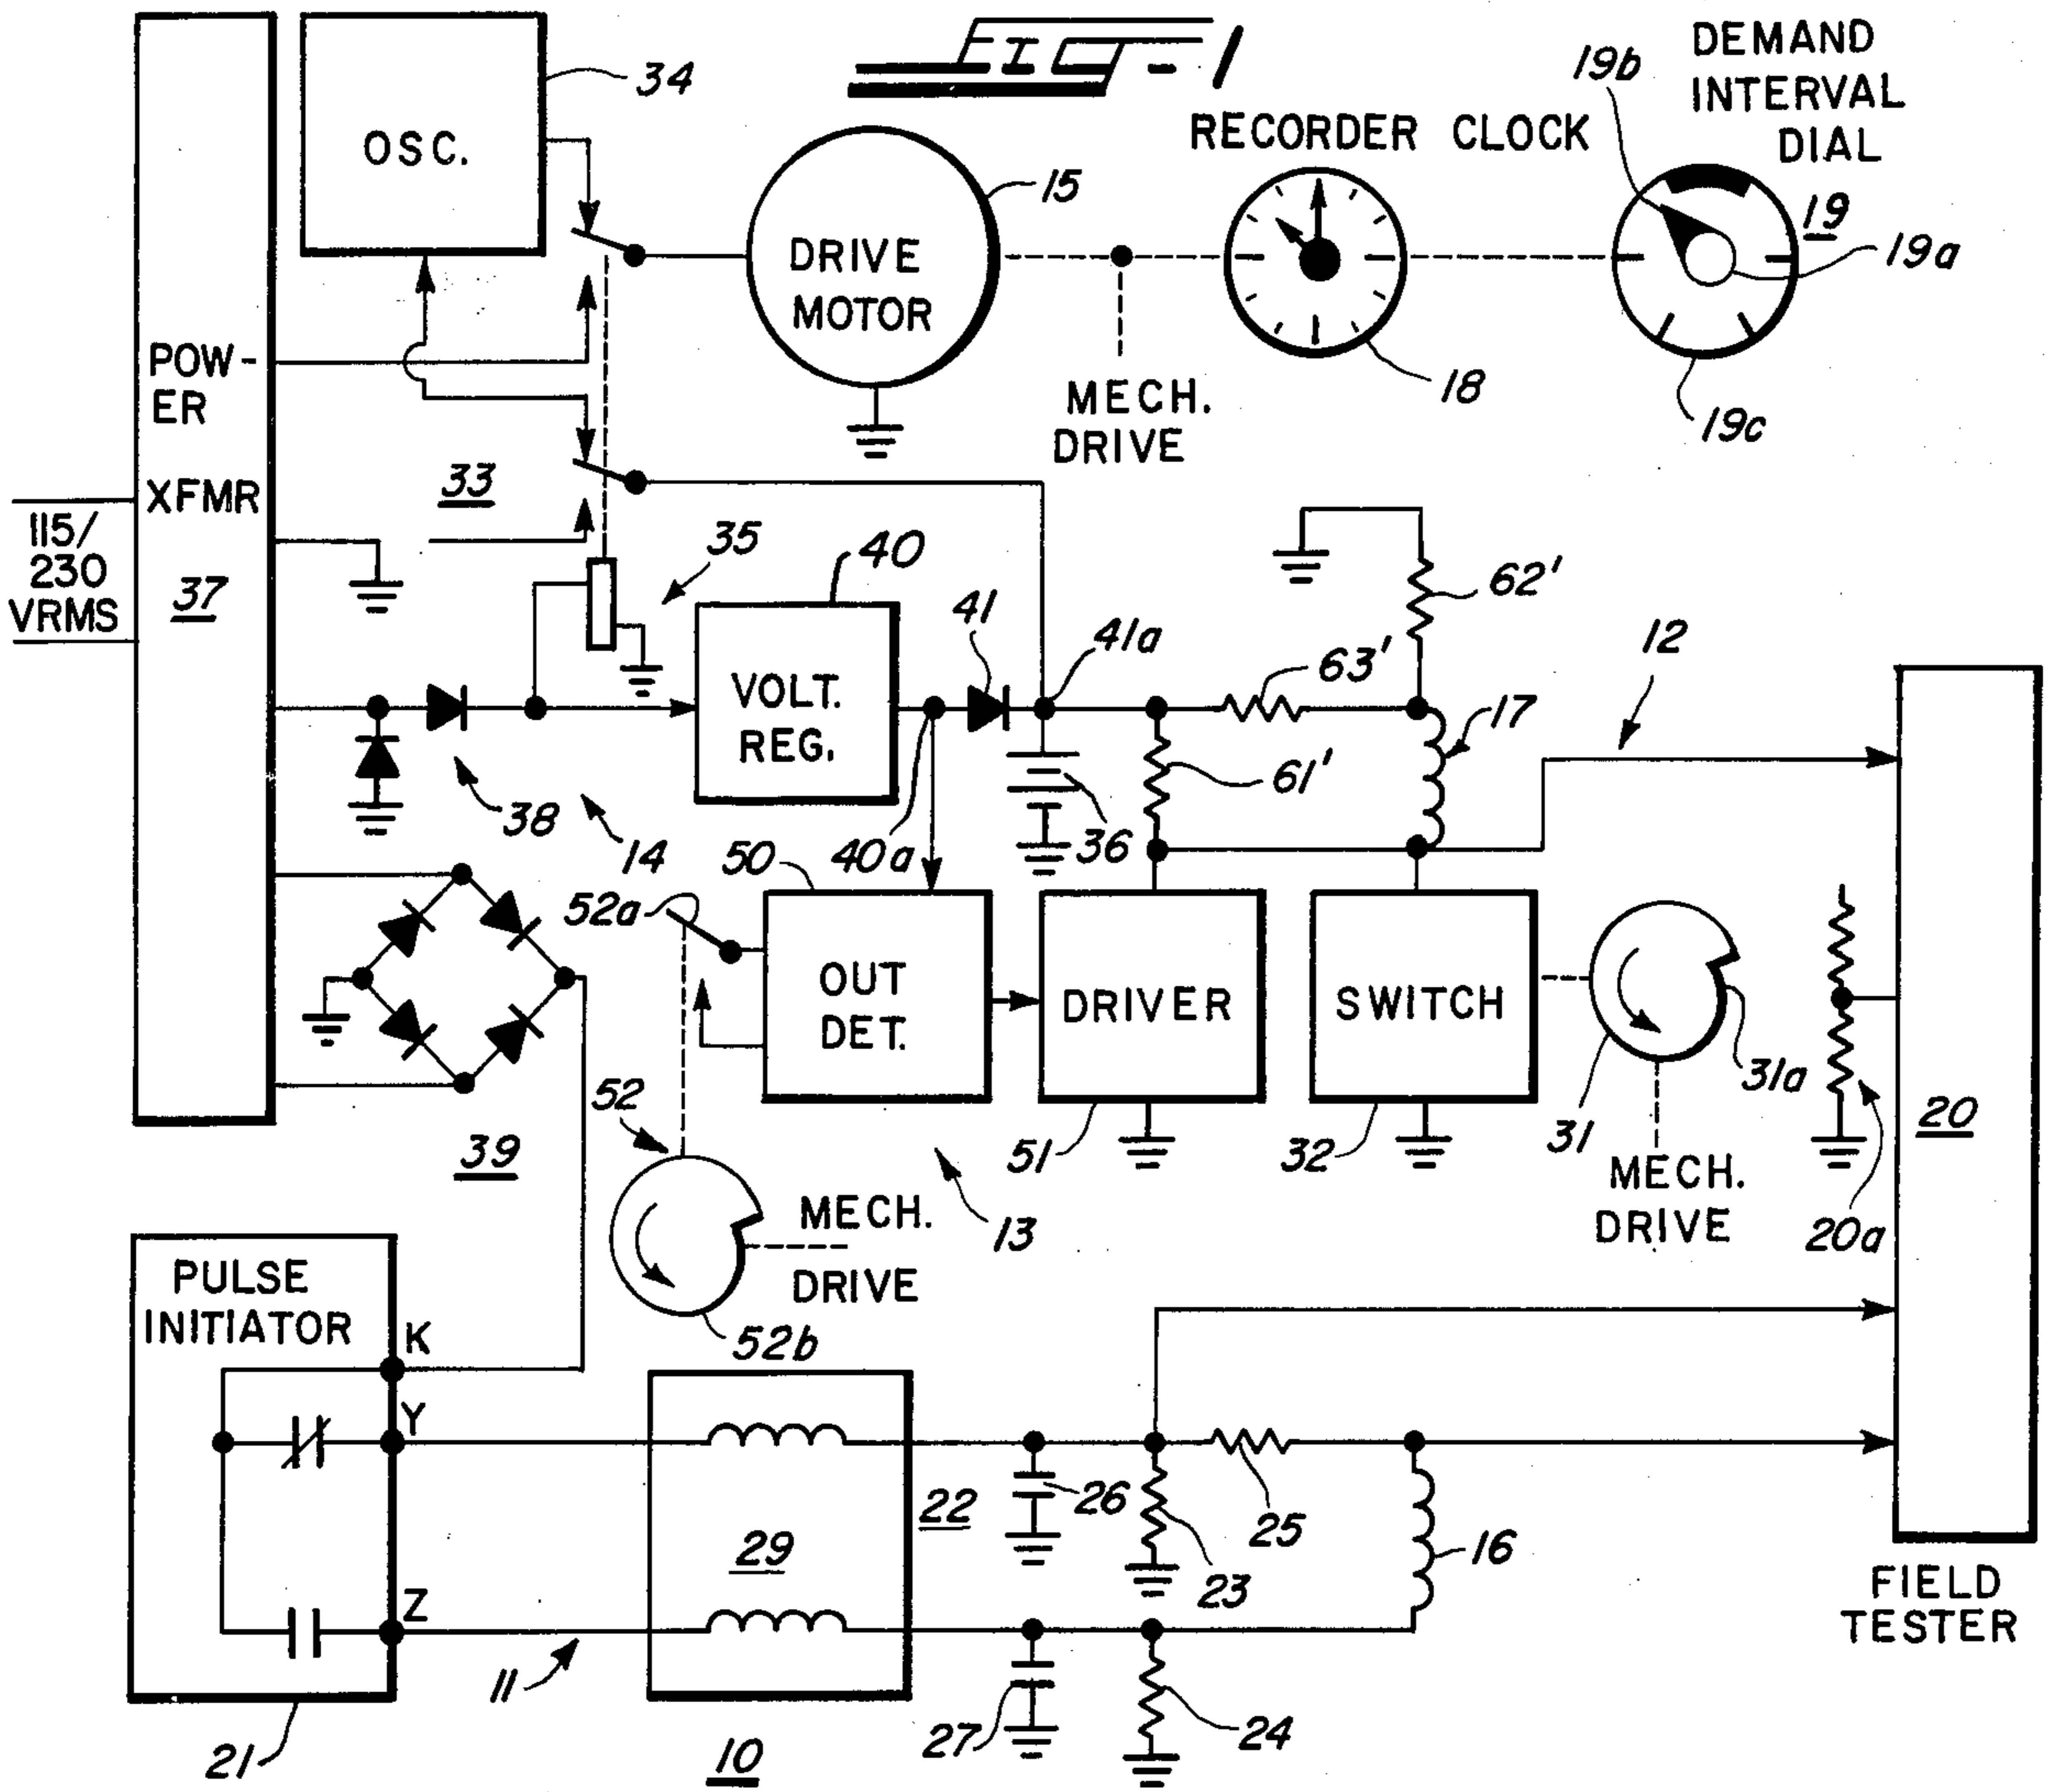 FIG-1
34
OSC.
15
DRIVE
MOTOR
RECORDER CLOCK
18
19b
DEMAND
INTERVAL
DIAL
19
19a
19c
MECH.
DRIVE
POW-
ER
XFMR
37
115/
230
VRMS
33
35
40
VOLT.
REG.
41
41a
62'
63'
61'
17
12
38
14
40a
36
50
52a
OUT
DET.
DRIVER
SWITCH
31
31a
MECH.
DRIVE
20
20a
39
52
51
32
13
MECH.
DRIVE
52b
PULSE
INITIATOR
K
Y
Z
21
11
29
22
26
23
25
16
27
24
10
FIELD
TESTER